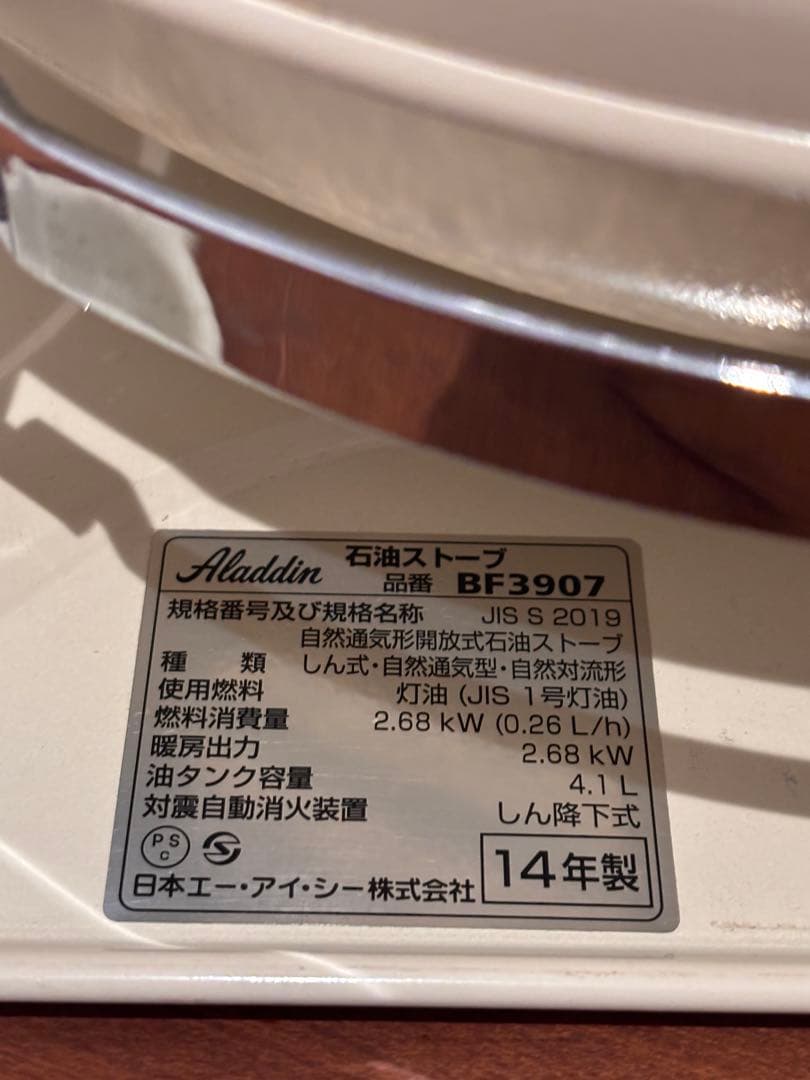 Aladdin 石油ストーブ
品番 BF3907
規格番号及び規格名称 JIS S 2019
自然通気形開放式石油ストーブ
種類 しん式・自然通気型・自然対流形
使用燃料 灯油 (JIS 1号灯油)
燃料消費量 2.68 kW (0.26 L/h)
暖房出力 2.68 kW
油タンク容量 4.1 L
対震自動消火装置 しん降下式
PS
C
日本エー・アイ・シー株式会社 14年製